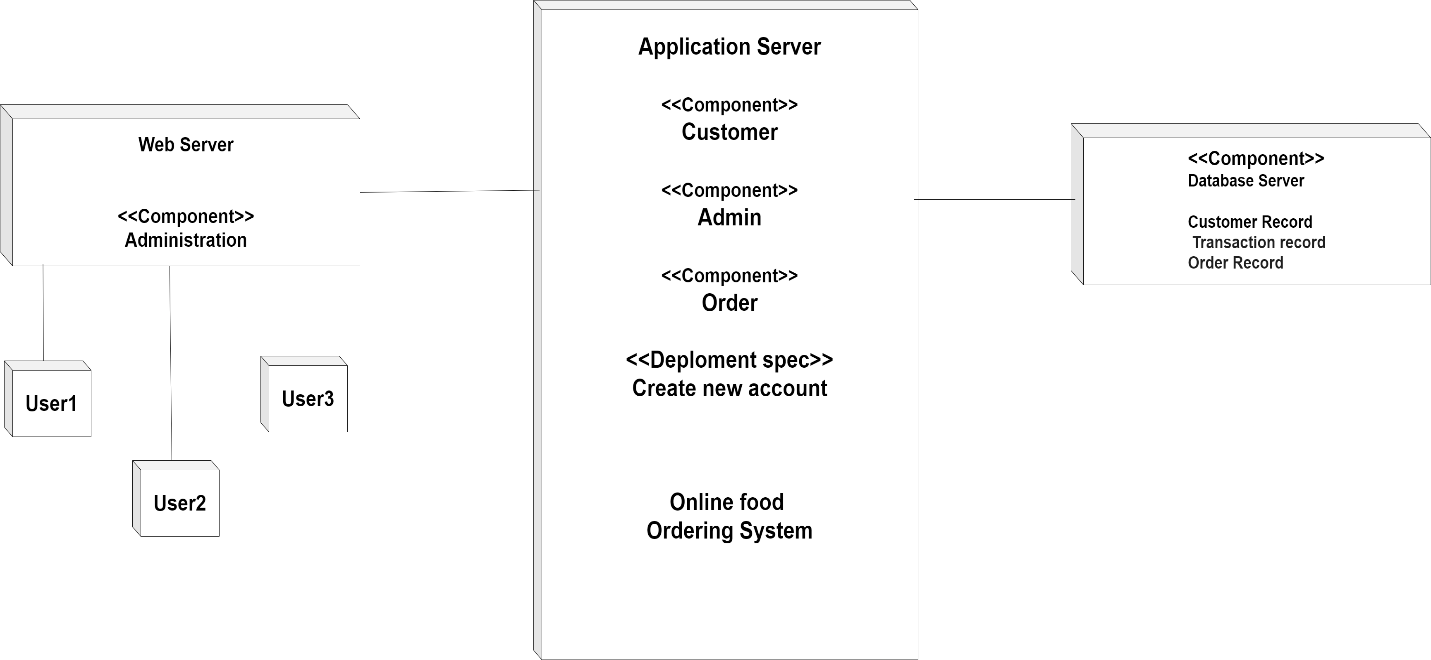 Web Server
<<Component>>
Administration
User1
User2
User3
Application Server
<<Component>>
Customer
<<Component>>
Admin
<<Component>>
Order
<<Deploment spec>>
Create new account
Online food
Ordering System
<<Component>>
Database Server
Customer Record
Transaction record
Order Record